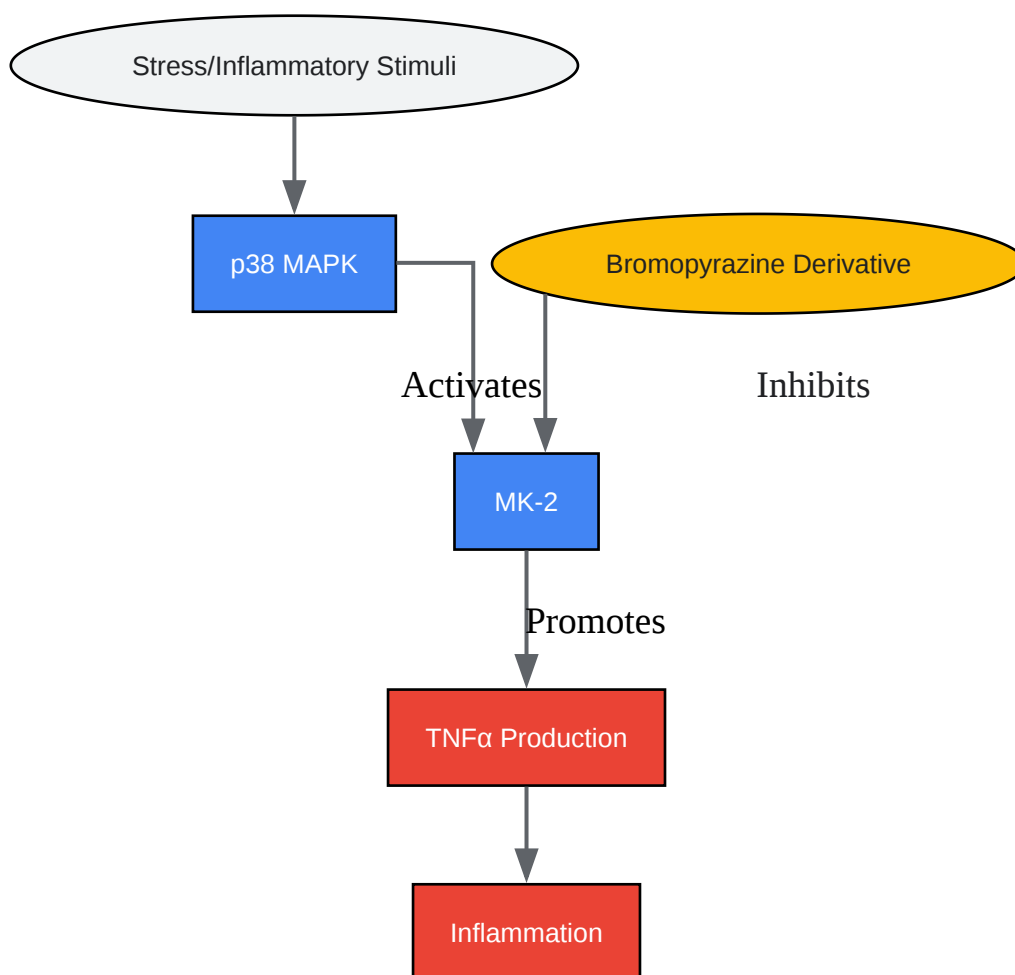 Stress/Inflammatory Stimuli
p38 MAPK
Bromopyrazine Derivative
Activates
Inhibits
MK-2
Promotes
TNFα Production
Inflammation